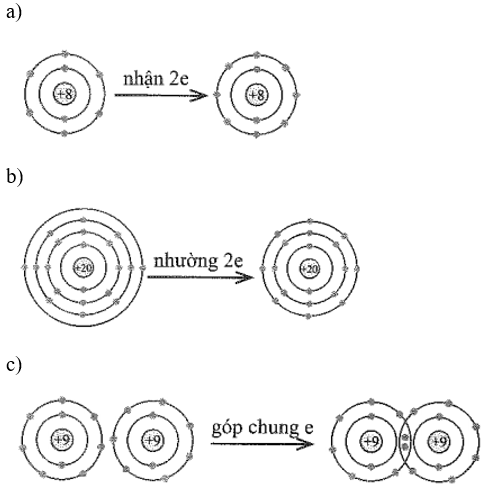 a)
nhận 2e
+8 +8
b)
nhường 2e
+20 +20
c)
góp chung e
+9 +9 +9 +9